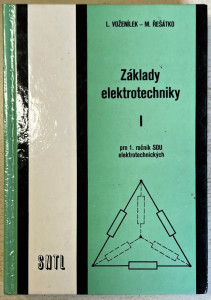 L. VOŽENÍLEK – M. ŘEŠÁTKO
Základy
elektrotechniky
I
pro 1. ročník SOU
elektrotechnických
SNTL